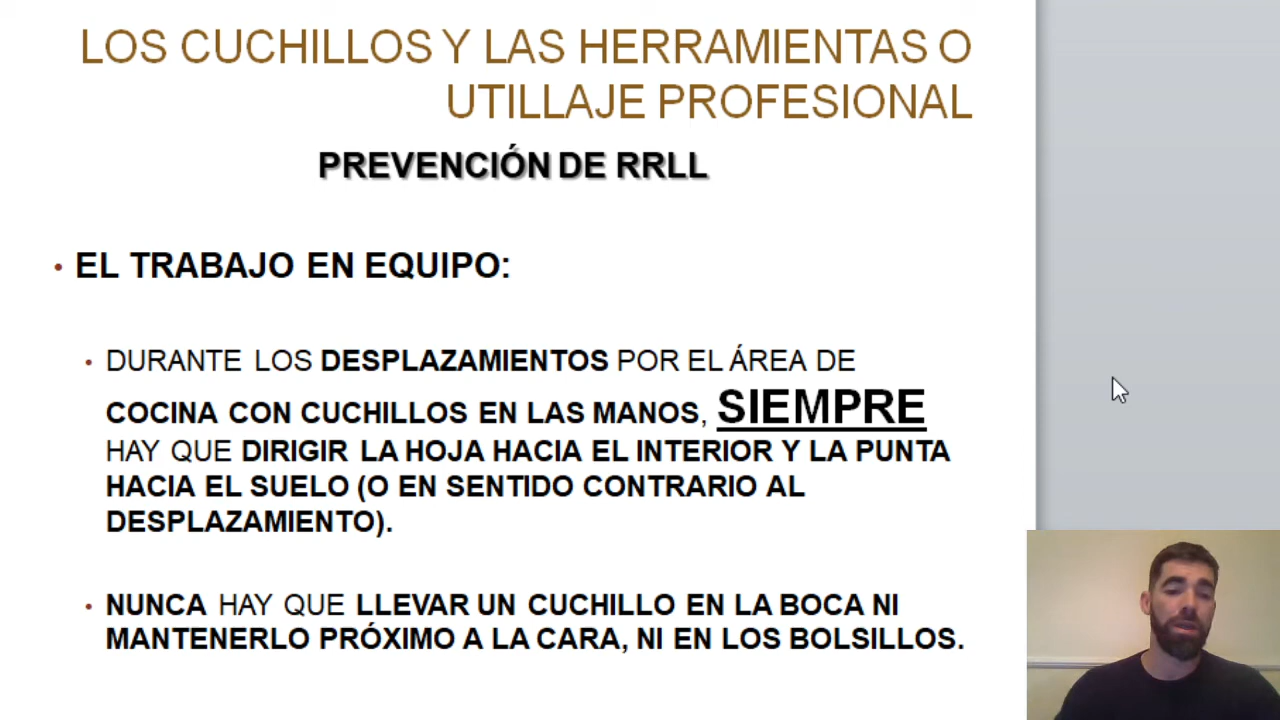 LOS CUCHILLOS Y LAS HERRAMIENTAS O
UTILLAJE PROFESIONAL
PREVENCIÓN DE RRLL
• EL TRABAJO EN EQUIPO:
• DURANTE LOS DESPLAZAMIENTOS POR EL ÁREA DE
COCINA CON CUCHILLOS EN LAS MANOS, SIEMPRE
HAY QUE DIRIGIR LA HOJA HACIA EL INTERIOR Y LA PUNTA
HACIA EL SUELO (O EN SENTIDO CONTRARIO AL
DESPLAZAMIENTO).
• NUNCA HAY QUE LLEVAR UN CUCHILLO EN LA BOCA NI
MANTENERLO PRÓXIMO A LA CARA, NI EN LOS BOLSILLOS.